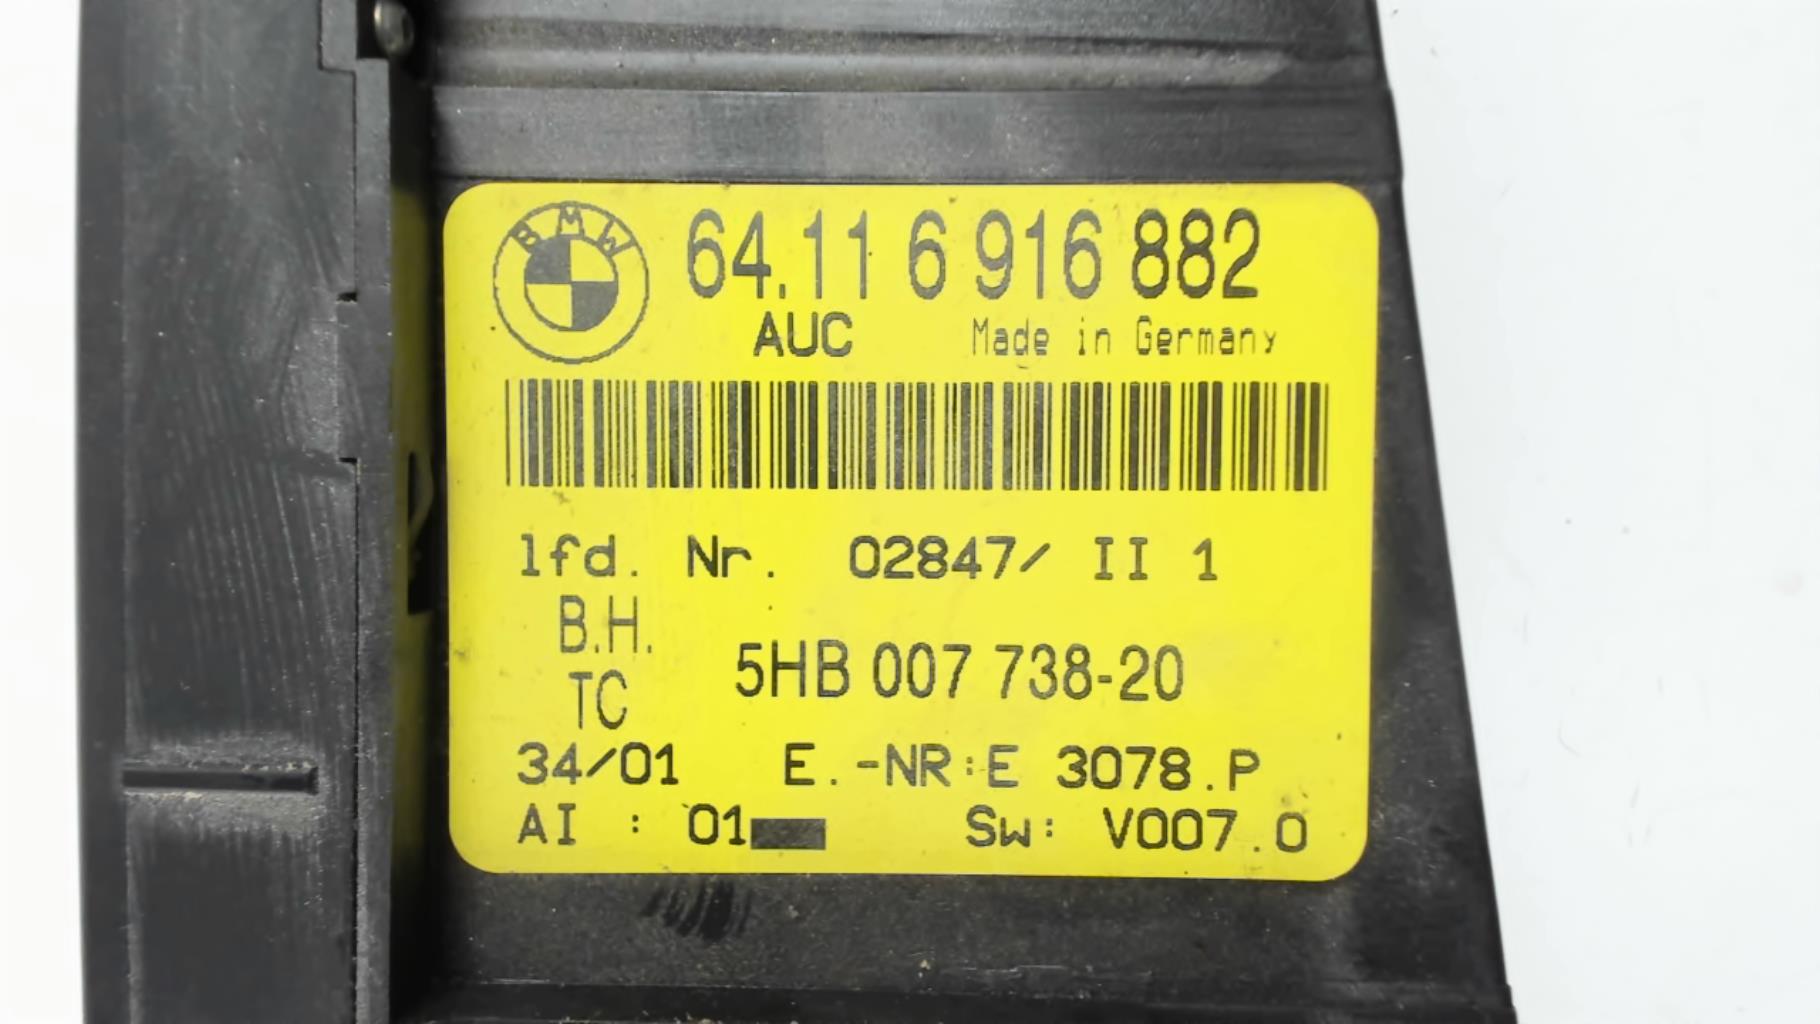 BMW 64.11 6 916 882
AUC Made in Germany
lfd. Nr. 02847/ II 1
B.H.
5HB 007 738-20
TC
34/01 E.-NR:E 3078.P
AI : 01 Sw: V007.0